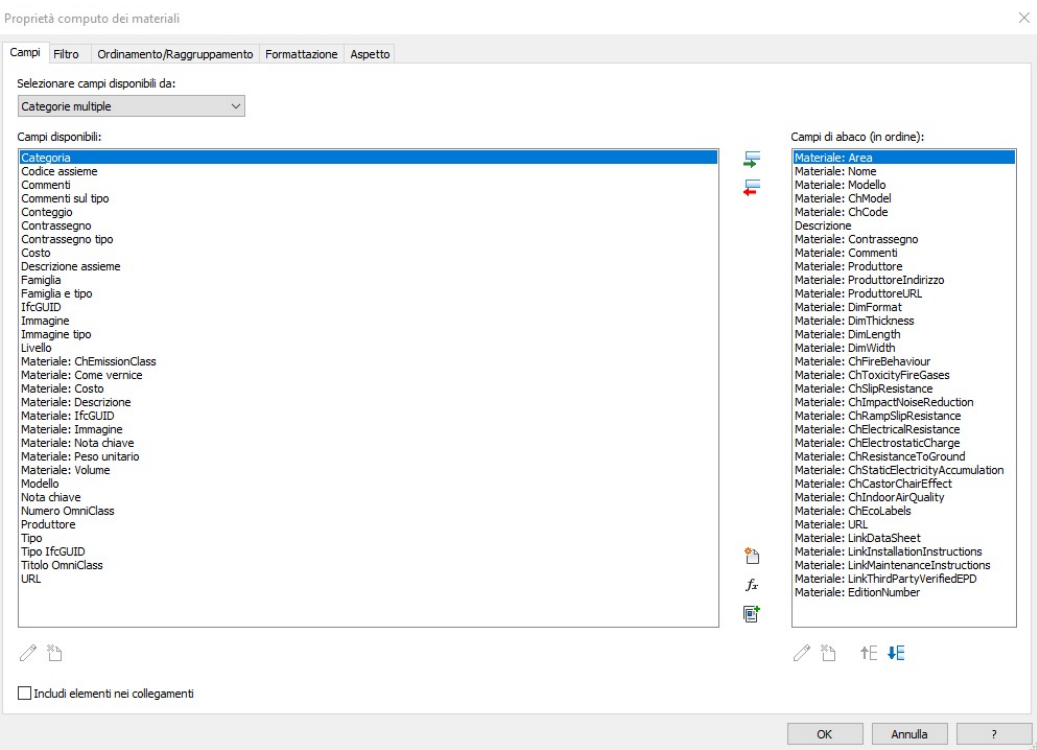 Proprietà computo dei materiali
Campi
Filtro
Ordinamento/Raggruppamento
Formattazione
Aspetto
Selezionare campi disponibili da:
Categorie multiple
Campi disponibili:
Categoria
Codice assieme
Commenti
Commenti sul tipo
Conteggio
Contrassegno
Contrassegno tipo
Costo
Descrizione assieme
Famiglia
Famiglia e tipo
IfcGUID
Immagine
Immagine tipo
Livello
Materiale: ChEmissionClass
Materiale: Come vernice
Materiale: Costo
Materiale: Descrizione
Materiale: IfcGUID
Materiale: Immagine
Materiale: Nota chiave
Materiale: Peso unitario
Materiale: Volume
Modello
Nota chiave
Numero OmniClass
Produttore
Tipo
Tipo IfcGUID
Titolo OmniClass
URL
fx
Campi di abaco (in ordine):
Materiale: Area
Materiale: Nome
Materiale: Modello
Materiale: ChModel
Materiale: ChCode
Descrizione
Materiale: Contrassegno
Materiale: Commenti
Materiale: Produttore
Materiale: ProduttoreIndirizzo
Materiale: ProduttoreURL
Materiale: DimFormat
Materiale: DimThickness
Materiale: DimLength
Materiale: DimWidth
Materiale: ChFireBehaviour
Materiale: ChToxicityFireGases
Materiale: ChSlipResistance
Materiale: ChImpactNoiseReduction
Materiale: ChRampSlipResistance
Materiale: ChElectricalResistance
Materiale: ChElectrostaticCharge
Materiale: ChResistanceToGround
Materiale: ChStaticElectricityAccumulation
Materiale: ChCastorChairEffect
Materiale: ChIndoorAirQuality
Materiale: ChEcoLabels
Materiale: URL
Materiale: LinkDataSheet
Materiale: LinkInstallationInstructions
Materiale: LinkMaintenanceInstructions
Materiale: LinkThirdPartyVerifiedEPD
Materiale: EditionNumber
Includi elementi nei collegamenti
OK
Annulla
?